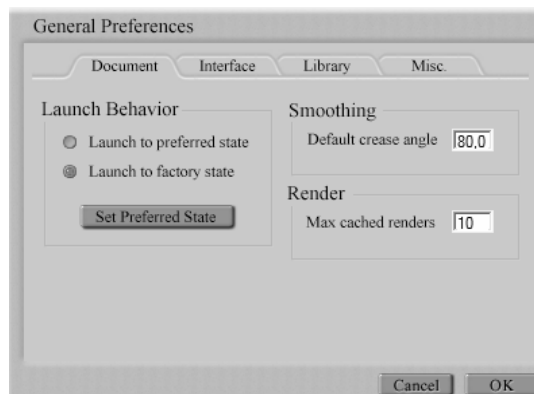 General Preferences
Document Interface Library Misc.
Launch Behavior
Launch to preferred state
Launch to factory state
Set Preferred State
Smoothing
Default crease angle 80,0
Render
Max cached renders 10
Cancel OK